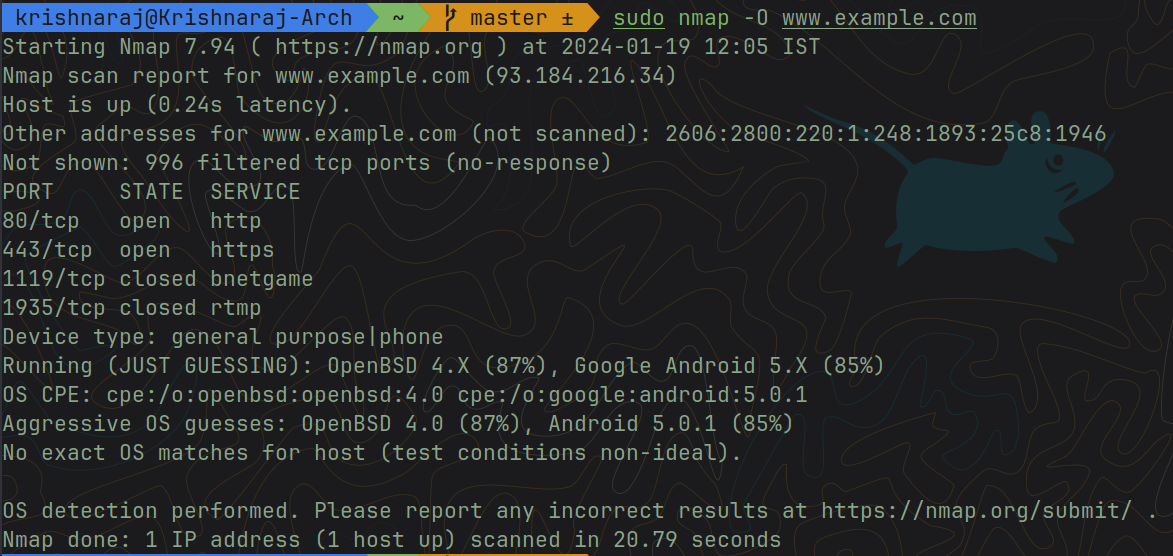 krishnaraj@Krishnaraj-Arch ~ master ± sudo nmap -O www.example.com
Starting Nmap 7.94 ( https://nmap.org ) at 2024-01-19 12:05 IST
Nmap scan report for www.example.com (93.184.216.34)
Host is up (0.24s latency).
Other addresses for www.example.com (not scanned): 2606:2800:220:1:248:1893:25c8:1946
Not shown: 996 filtered tcp ports (no-response)
PORT     STATE  SERVICE
80/tcp   open   http
443/tcp  open   https
1119/tcp closed bnetgame
1935/tcp closed rtmp
Device type: general purpose|phone
Running (JUST GUESSING): OpenBSD 4.X (87%), Google Android 5.X (85%)
OS CPE: cpe:/o:openbsd:openbsd:4.0 cpe:/o:google:android:5.0.1
Aggressive OS guesses: OpenBSD 4.0 (87%), Android 5.0.1 (85%)
No exact OS matches for host (test conditions non-ideal).
OS detection performed. Please report any incorrect results at https://nmap.org/submit/ .
Nmap done: 1 IP address (1 host up) scanned in 20.79 seconds